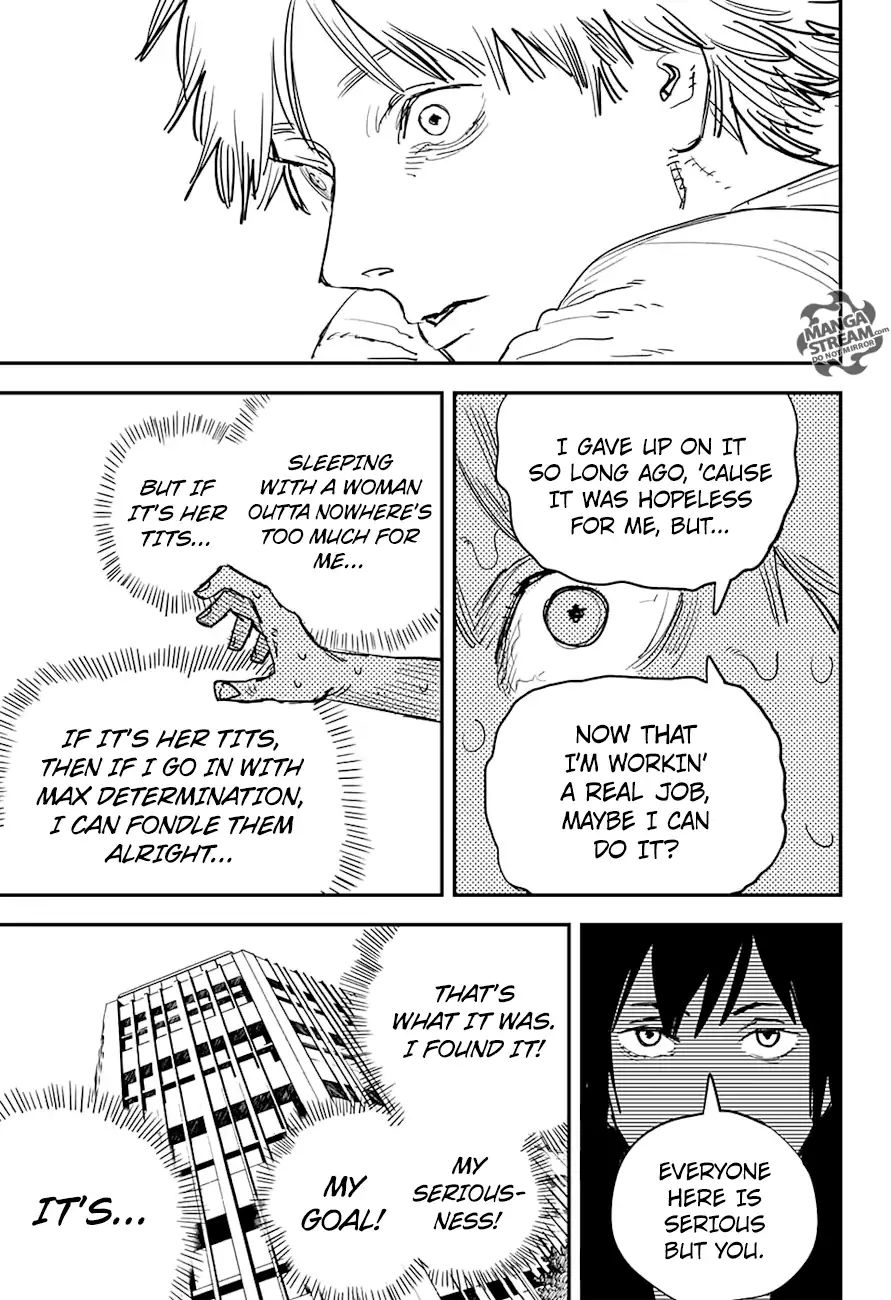 MANGA
STREAM.com
DO NOT MIRROR
I GAVE UP ON IT
SO LONG AGO, 'CAUSE
IT WAS HOPELESS
FOR ME, BUT...
NOW THAT
I'M WORKIN'
A REAL JOB,
MAYBE I CAN
DO IT?
SLEEPING
WITH A WOMAN
OUTTA NOWHERE'S
TOO MUCH FOR
ME...
BUT IF
IT'S HER
TITS...
IF IT'S HER TITS,
THEN IF I GO IN WITH
MAX DETERMINATION,
I CAN FONDLE THEM
ALRIGHT...
EVERYONE
HERE IS
SERIOUS
BUT YOU.
THAT'S
WHAT IT WAS.
I FOUND IT!
MY
SERIOUS-
NESS!
MY
GOAL!
IT'S...